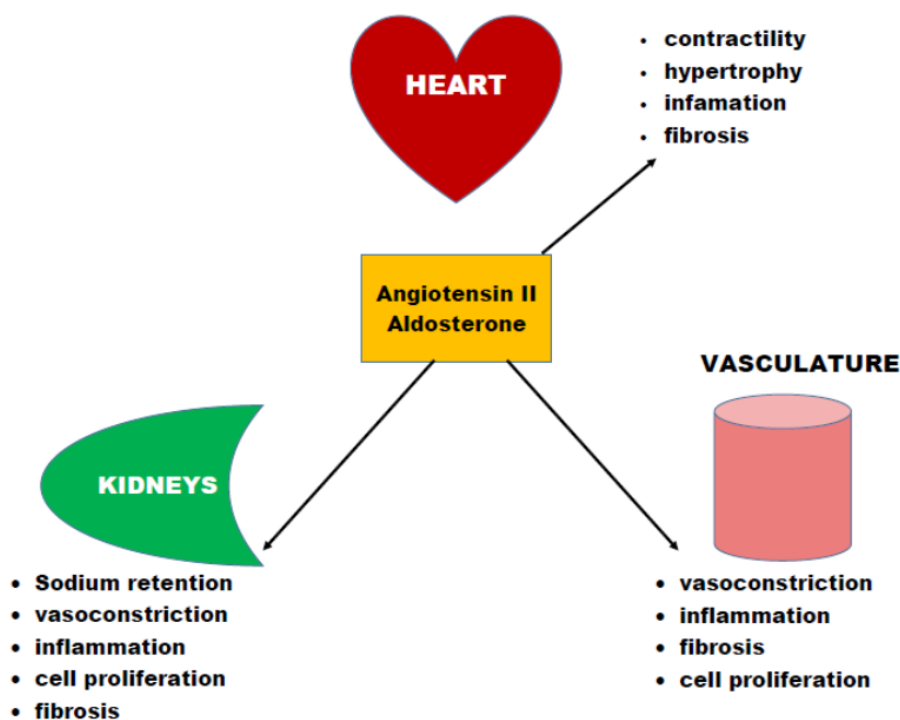 HEART
• contractility
• hypertrophy
• infamation
• fibrosis
Angiotensin II
Aldosterone
VASCULATURE
KIDNEYS
• Sodium retention
• vasoconstriction
• inflammation
• cell proliferation
• fibrosis
• vasoconstriction
• inflammation
• fibrosis
• cell proliferation